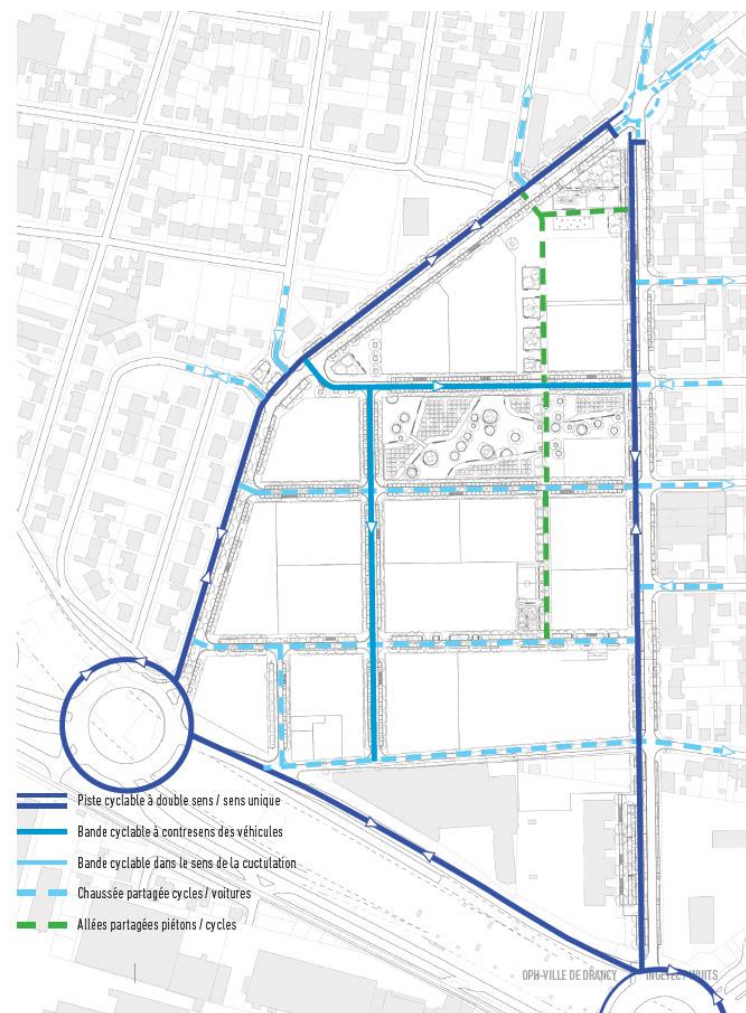 Piste cyclable à double sens / sens unique
Bande cyclable à contresens des véhicules
Bande cyclable dans le sens de la cuctulation
Chaussée partagée cycles / voitures
Allées partagées piétons / cycles
OPH-VILLE DE DRANCY